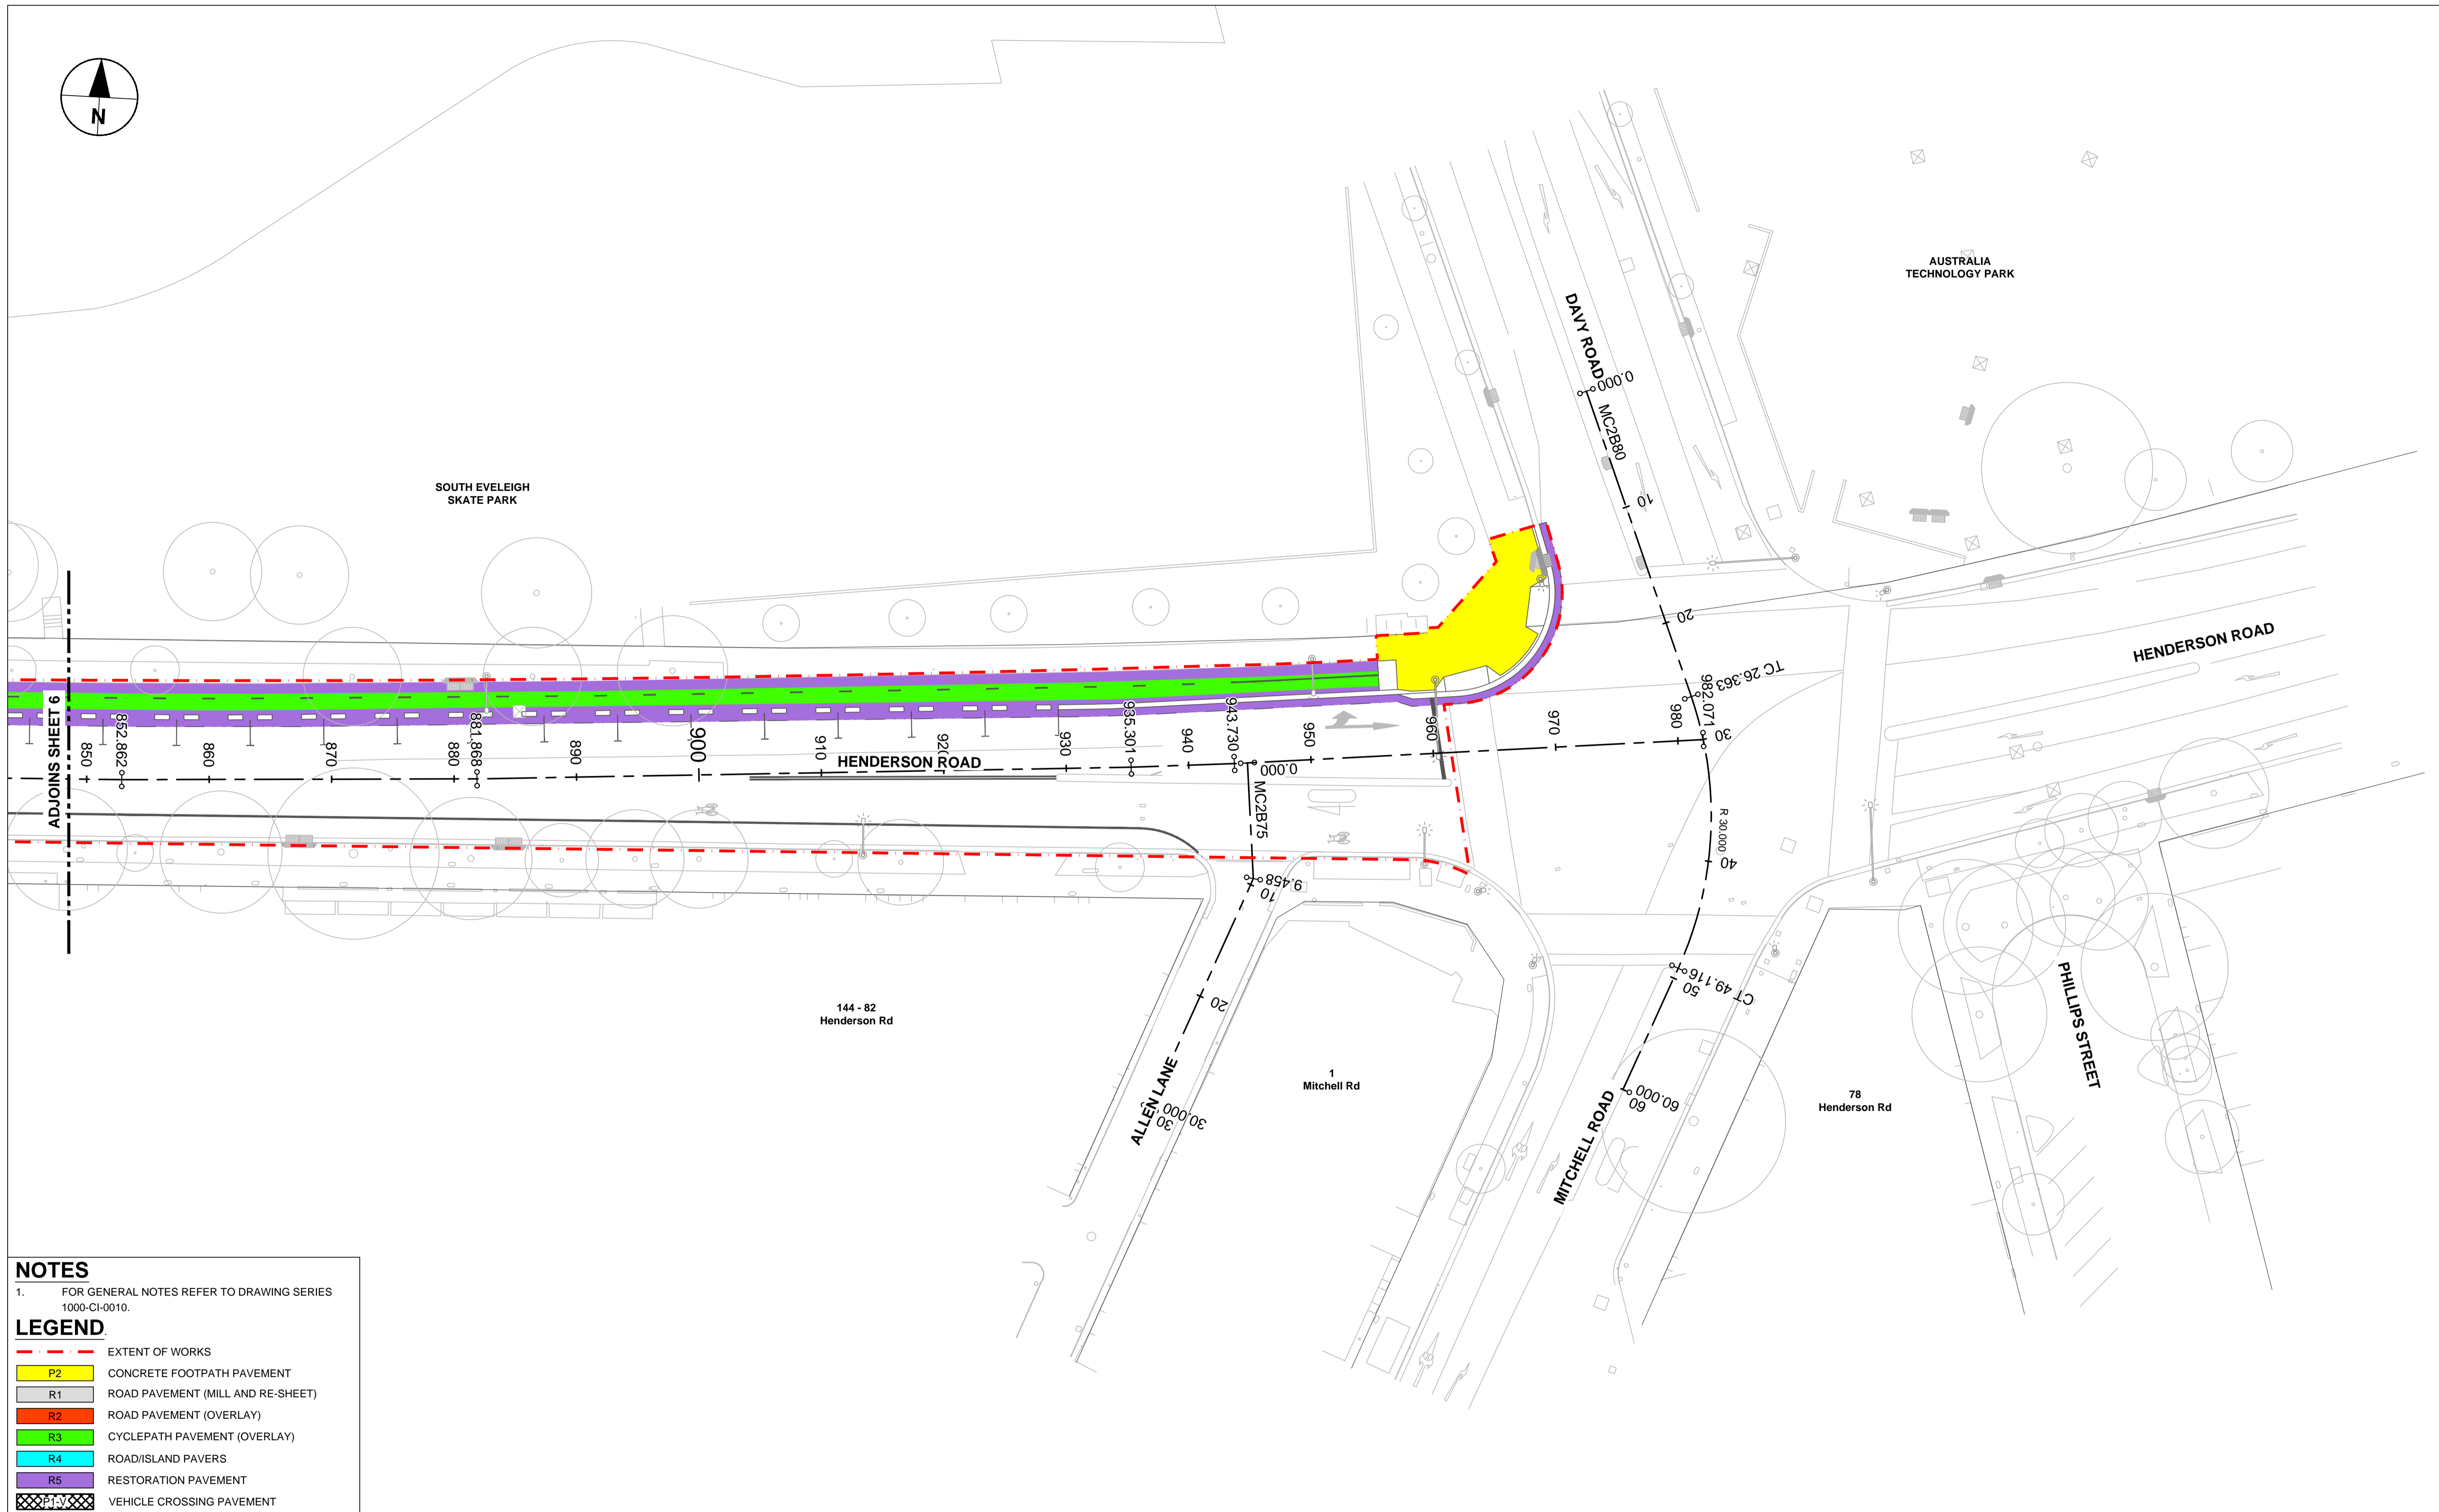 N
AUSTRALIA
TECHNOLOGY PARK
DAVY ROAD
0.000
MC2B80
10
SOUTH EVELEIGH
SKATE PARK
20
HENDERSON ROAD
TC 26.363
982.071
30
ADJOINS SHEET 6
850
852.862
860
870
880
881.868
890
900
910
920
930
935.301
940
943.730
950
960
970
980
HENDERSON ROAD
0.000
MC2B75
R 30.000
40
9.458
10
CT 49.116
50
PHILLIPS STREET
144 - 82
Henderson Rd
20
1
Mitchell Rd
ALLEN LANE
30.000
30
MITCHELL ROAD
60.000
60
78
Henderson Rd
NOTES
1. FOR GENERAL NOTES REFER TO DRAWING SERIES
1000-CI-0010.
LEGEND.
EXTENT OF WORKS
P2 CONCRETE FOOTPATH PAVEMENT
R1 ROAD PAVEMENT (MILL AND RE-SHEET)
R2 ROAD PAVEMENT (OVERLAY)
R3 CYCLEPATH PAVEMENT (OVERLAY)
R4 ROAD/ISLAND PAVERS
R5 RESTORATION PAVEMENT
P1-V VEHICLE CROSSING PAVEMENT